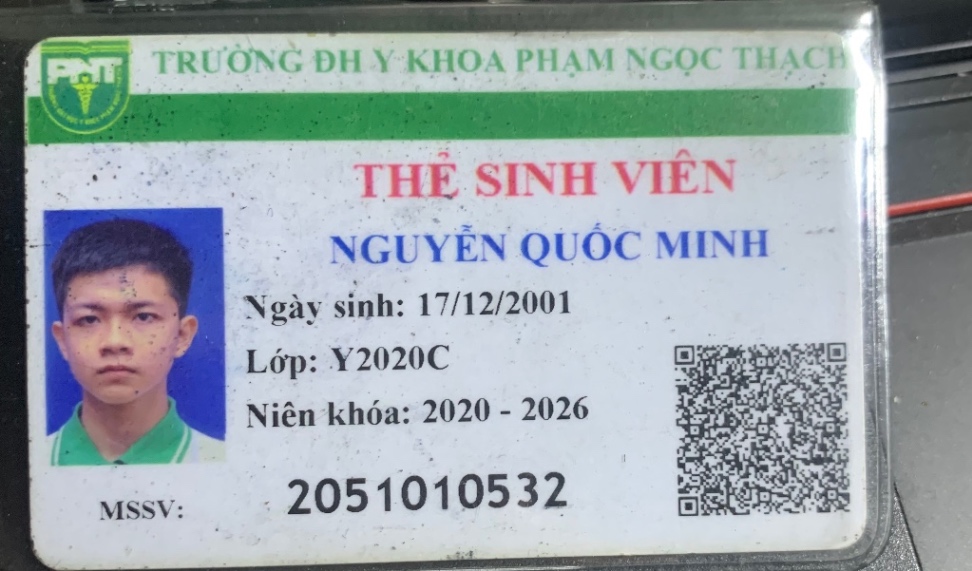 PNT
TRƯỜNG ĐH Y KHOA PHẠM NGỌC THẠCH
THẺ SINH VIÊN
NGUYỄN QUỐC MINH
Ngày sinh: 17/12/2001
Lớp: Y2020C
Niên khóa: 2020 - 2026
MSSV: 2051010532